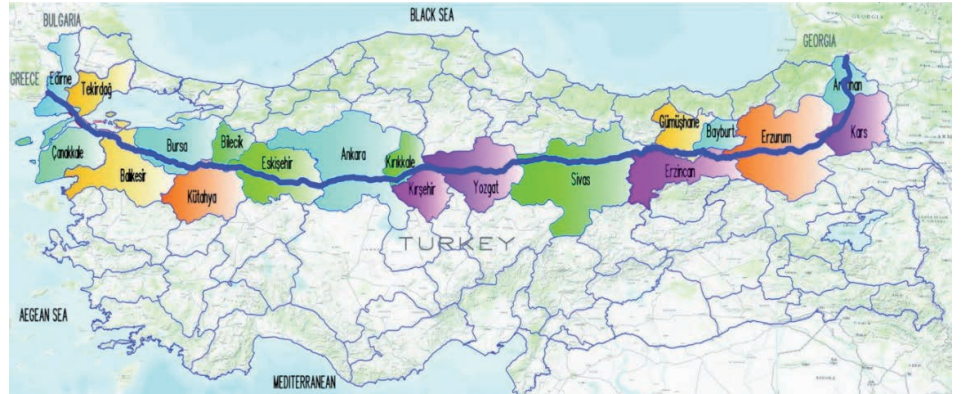 BLACK SEA
BULGARIA
GEORGIA
GREECE
Edirne
Tekirdağ
Ardahan
Gümüşhane
Bayburt
Erzurum
Kars
Çanakkale
Balıkesir
Bursa
Bilecik
Eskişehir
Ankara
Kırıkkale
Kütahya
Kırşehir
Yozgat
Sivas
Erzincan
TURKEY
AEGEAN SEA
MEDITERRANEAN